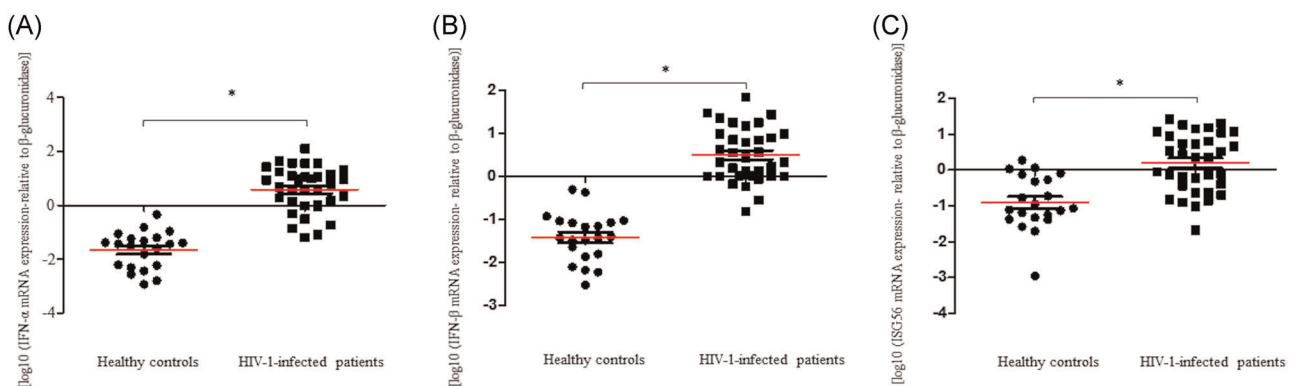 (A)
[log10 (IFN-α mRNA expression-relative to β-glucuronidase)]
4
2
0
-2
-4
*
Healthy controls
HIV-1-infected patients
(B)
[log10 (IFN-β mRNA expression- relative to β-glucuronidase)]
2
1
0
-1
-2
-3
*
Healthy controls
HIV-1-infected patients
(C)
[log10 (ISG56 mRNA expression- relative to β-glucuronidase)]
2
1
0
-1
-2
-3
-4
*
Healthy controls
HIV-1-infected patients